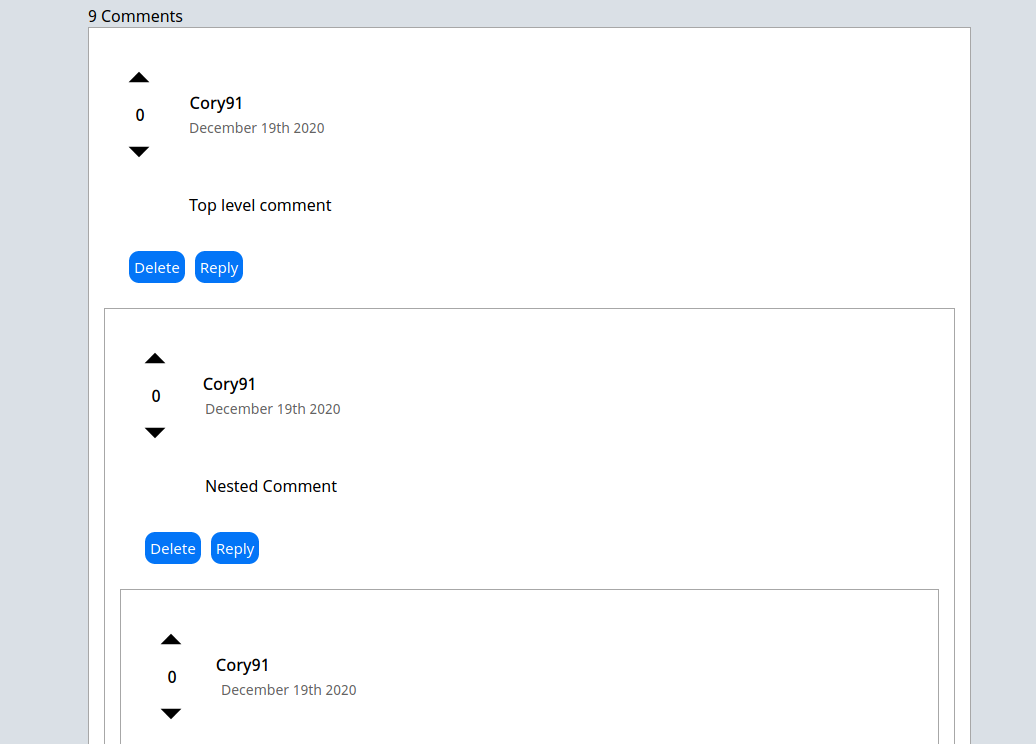 9 Comments
0
Cory91
December 19th 2020
Top level comment
Delete Reply
0
Cory91
December 19th 2020
Nested Comment
Delete Reply
0
Cory91
December 19th 2020